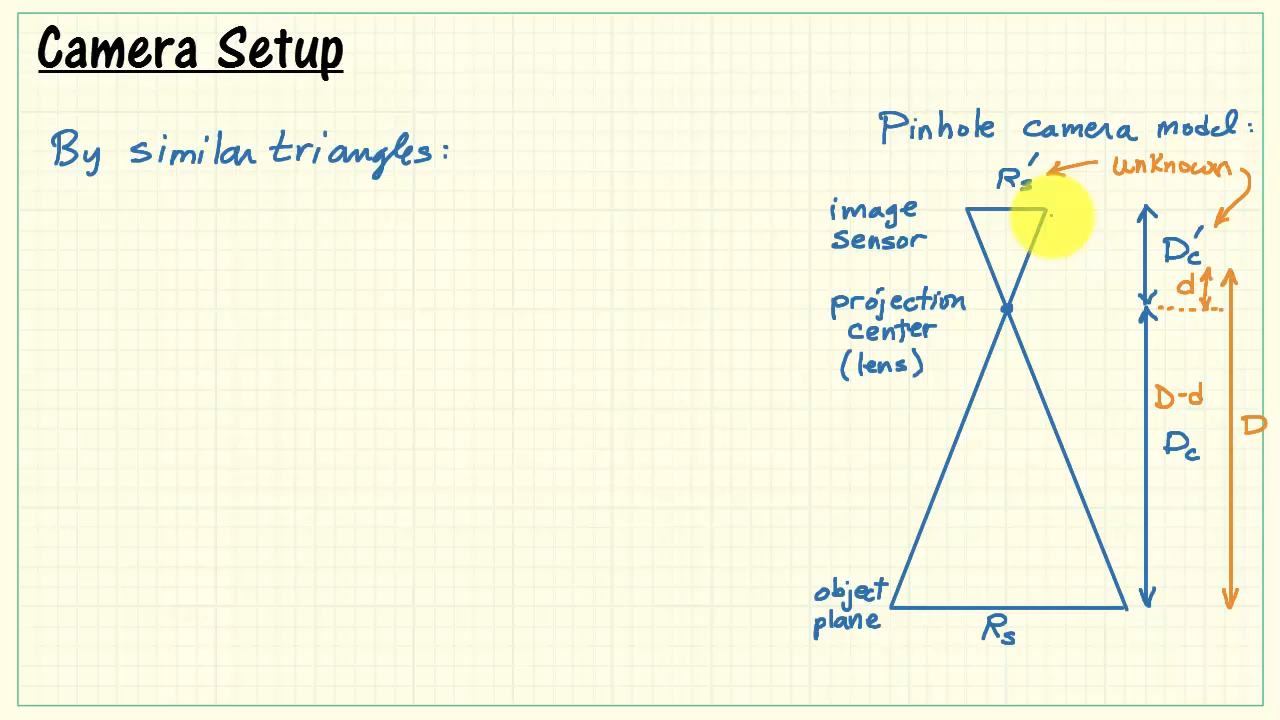 Camera Setup
By similar triangles:
Pinhole camera model:
Rs'
unknown
image
sensor
Dc'
d
projection
center
(lens)
D-d
D
Dc
object
plane
Rs